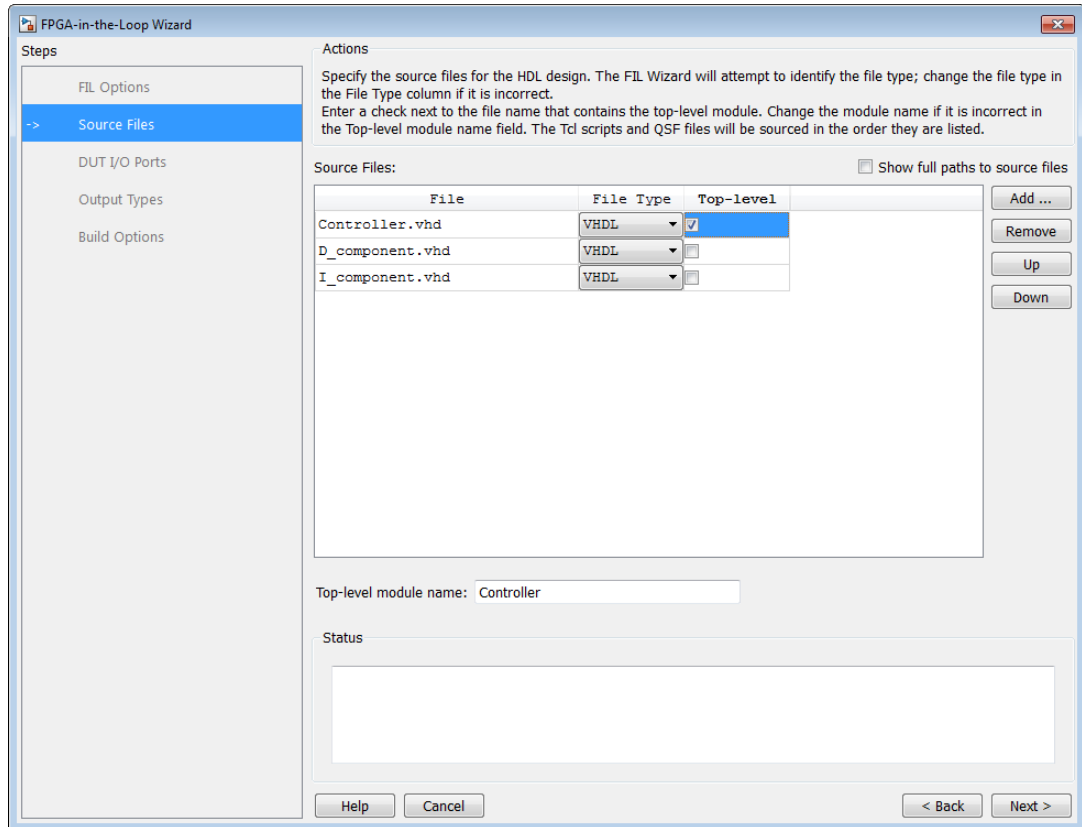 FPGA-in-the-Loop Wizard
Steps
FIL Options
-> Source Files
DUT I/O Ports
Output Types
Build Options
Actions
Specify the source files for the HDL design. The FIL Wizard will attempt to identify the file type; change the file type in
the File Type column if it is incorrect.
Enter a check next to the file name that contains the top-level module. Change the module name if it is incorrect in
the Top-level module name field. The Tcl scripts and QSF files will be sourced in the order they are listed.
Source Files: Show full paths to source files
File File Type Top-level
Controller.vhd VHDL
D_component.vhd VHDL
I_component.vhd VHDL
Add ...
Remove
Up
Down
Top-level module name: Controller
Status
Help Cancel < Back Next >